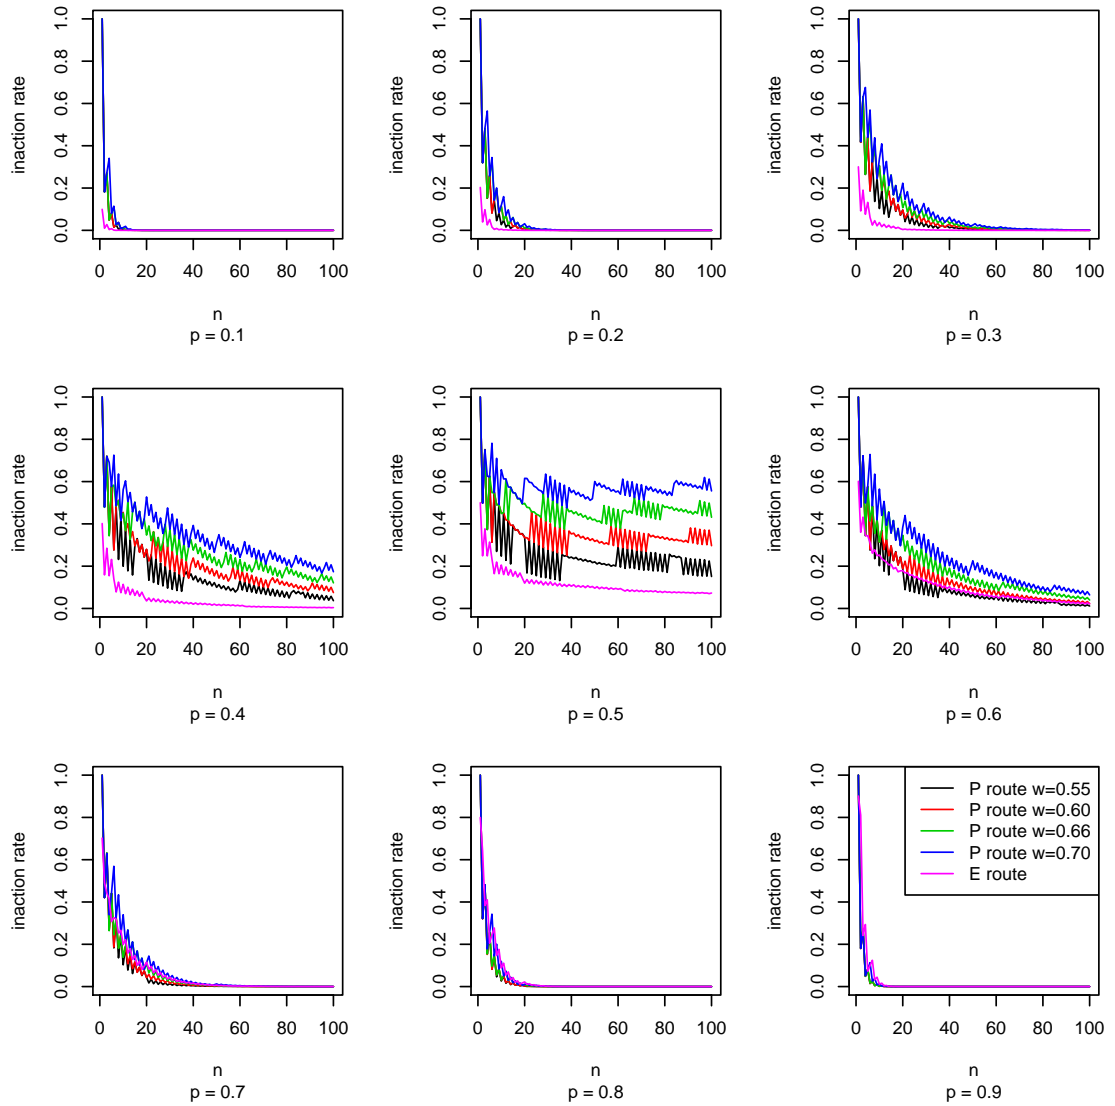 inaction rate
0.0 0.2 0.4 0.6 0.8 1.0
0 20 40 60 80 100
n
p = 0.1
inaction rate
0.0 0.2 0.4 0.6 0.8 1.0
0 20 40 60 80 100
n
p = 0.2
inaction rate
0.0 0.2 0.4 0.6 0.8 1.0
0 20 40 60 80 100
n
p = 0.3
inaction rate
0.0 0.2 0.4 0.6 0.8 1.0
0 20 40 60 80 100
n
p = 0.4
inaction rate
0.0 0.2 0.4 0.6 0.8 1.0
0 20 40 60 80 100
n
p = 0.5
inaction rate
0.0 0.2 0.4 0.6 0.8 1.0
0 20 40 60 80 100
n
p = 0.6
inaction rate
0.0 0.2 0.4 0.6 0.8 1.0
0 20 40 60 80 100
n
p = 0.7
inaction rate
0.0 0.2 0.4 0.6 0.8 1.0
0 20 40 60 80 100
n
p = 0.8
inaction rate
0.0 0.2 0.4 0.6 0.8 1.0
P route w=0.55
P route w=0.60
P route w=0.66
P route w=0.70
E route
0 20 40 60 80 100
n
p = 0.9